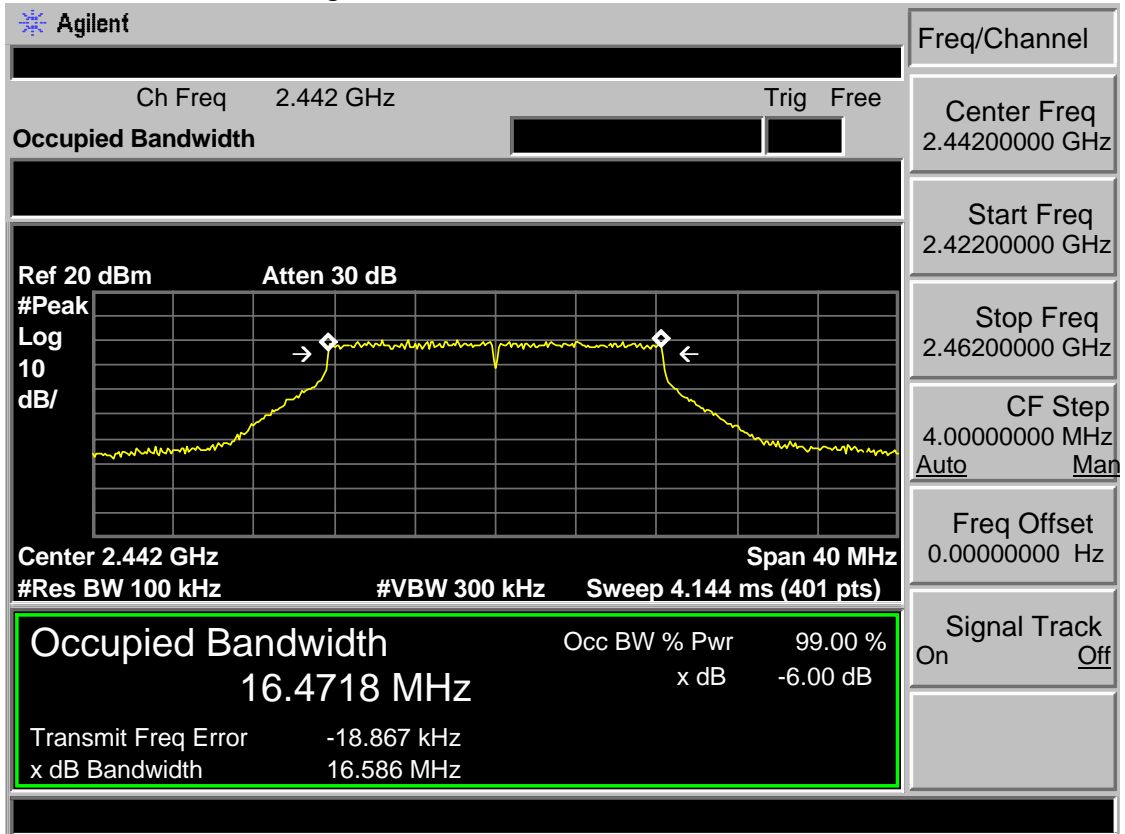 Agilent
Freq/Channel
Ch Freq 2.442 GHz Trig Free
Occupied Bandwidth
Center Freq
2.44200000 GHz
Start Freq
2.42200000 GHz
Stop Freq
2.46200000 GHz
CF Step
4.00000000 MHz
Auto Man
Freq Offset
0.00000000 Hz
Signal Track
On Off
Ref 20 dBm Atten 30 dB
#Peak
Log
10
dB/
Center 2.442 GHz Span 40 MHz
#Res BW 100 kHz #VBW 300 kHz Sweep 4.144 ms (401 pts)
Occupied Bandwidth Occ BW % Pwr 99.00 %
16.4718 MHz x dB -6.00 dB
Transmit Freq Error -18.867 kHz
x dB Bandwidth 16.586 MHz